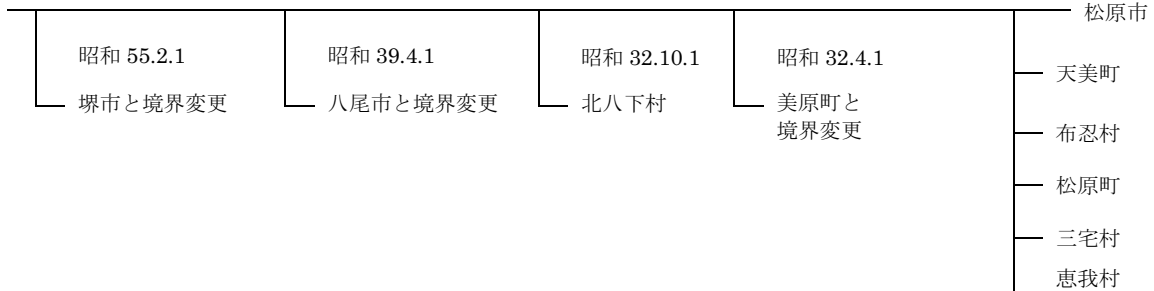 松原市
昭和 55.2.1
堺市と境界変更
昭和 39.4.1
八尾市と境界変更
昭和 32.10.1
北八下村
昭和 32.4.1
美原町と
境界変更
天美町
布忍村
松原町
三宅村
恵我村